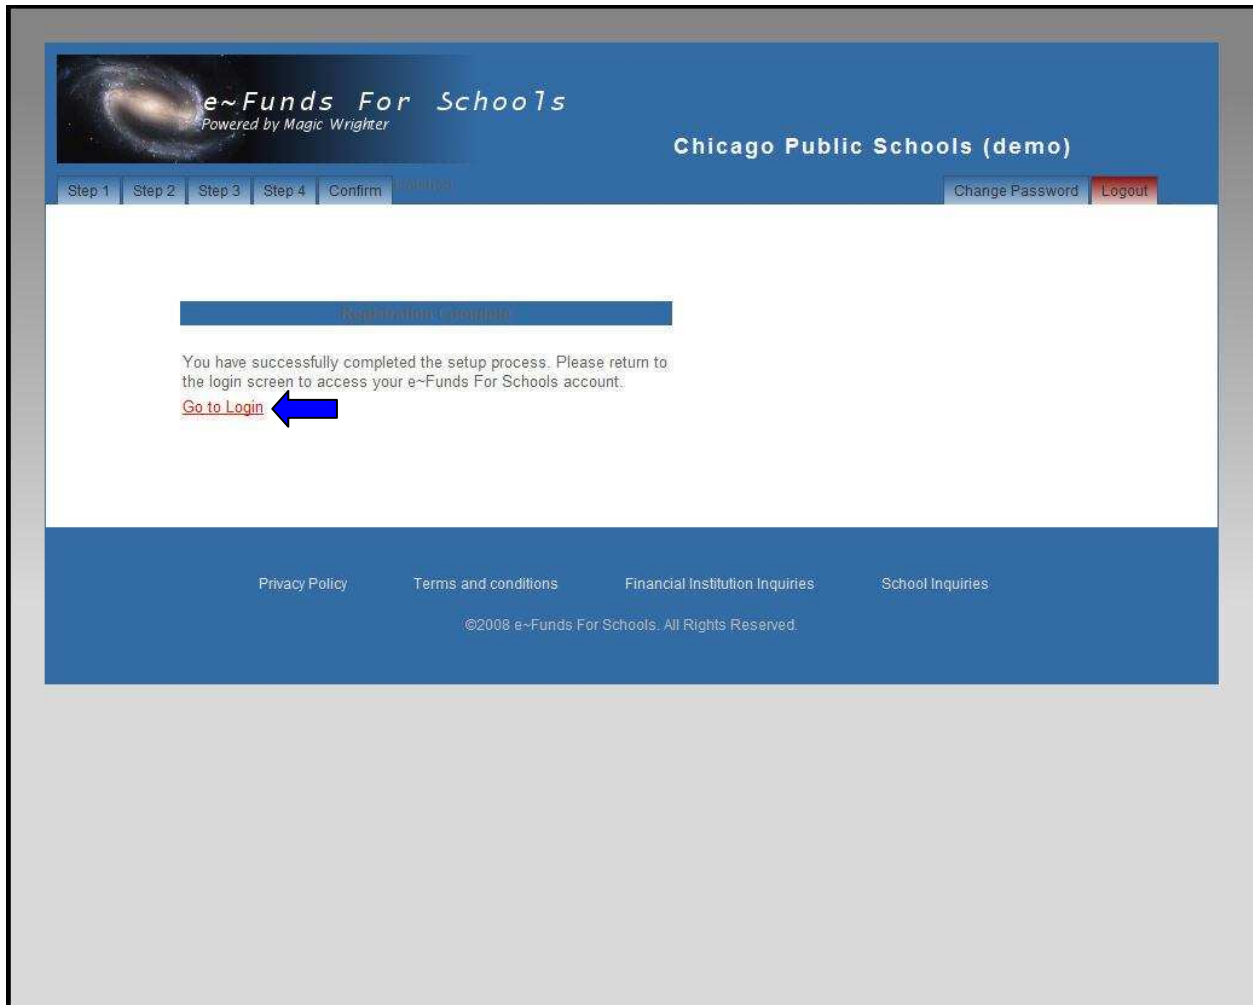 e~Funds For Schools
Powered by Magic Wrighter
Chicago Public Schools (demo)
Step 1 Step 2 Step 3 Step 4 Confirm Change Password Logout
Registration Complete
You have successfully completed the setup process. Please return to
the login screen to access your e~Funds For Schools account.
Go to Login
Privacy Policy Terms and conditions Financial Institution Inquiries School Inquiries
©2008 e~Funds For Schools. All Rights Reserved.